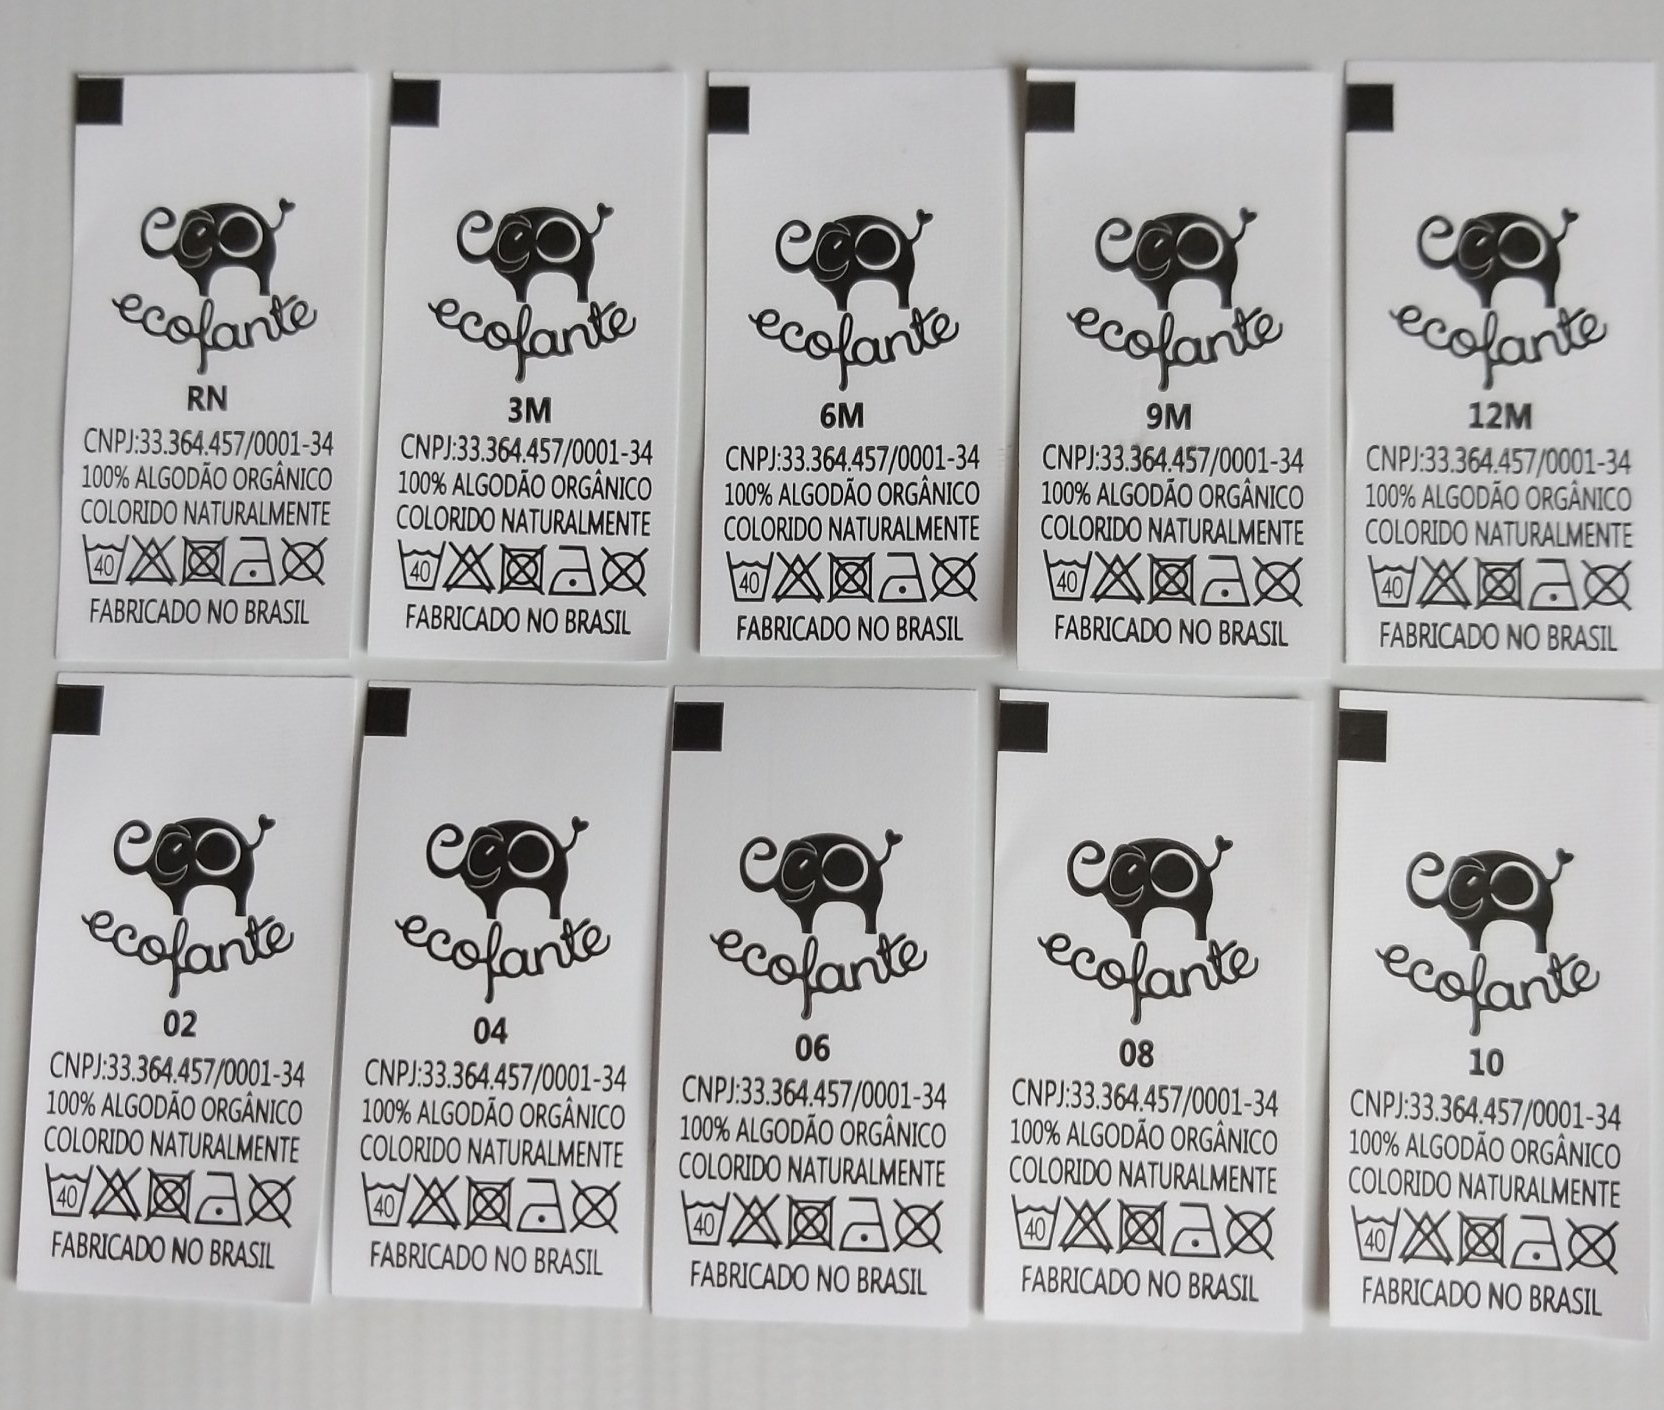 eco
ecofante
RN
CNPJ:33.364.457/0001-34
100% ALGODÃO ORGÂNICO
COLORIDO NATURALMENTE
40
FABRICADO NO BRASIL
eco
ecofante
3M
CNPJ:33.364.457/0001-34
100% ALGODÃO ORGÂNICO
COLORIDO NATURALMENTE
40
FABRICADO NO BRASIL
eco
ecofante
6M
CNPJ:33.364.457/0001-34
100% ALGODÃO ORGÂNICO
COLORIDO NATURALMENTE
40
FABRICADO NO BRASIL
eco
ecofante
9M
CNPJ:33.364.457/0001-34
100% ALGODÃO ORGÂNICO
COLORIDO NATURALMENTE
40
FABRICADO NO BRASIL
eco
ecofante
12M
CNPJ:33.364.457/0001-34
100% ALGODÃO ORGÂNICO
COLORIDO NATURALMENTE
40
FABRICADO NO BRASIL
eco
ecofante
02
CNPJ:33.364.457/0001-34
100% ALGODÃO ORGÂNICO
COLORIDO NATURALMENTE
40
FABRICADO NO BRASIL
eco
ecofante
04
CNPJ:33.364.457/0001-34
100% ALGODÃO ORGÂNICO
COLORIDO NATURALMENTE
40
FABRICADO NO BRASIL
eco
ecofante
06
CNPJ:33.364.457/0001-34
100% ALGODÃO ORGÂNICO
COLORIDO NATURALMENTE
40
FABRICADO NO BRASIL
eco
ecofante
08
CNPJ:33.364.457/0001-34
100% ALGODÃO ORGÂNICO
COLORIDO NATURALMENTE
40
FABRICADO NO BRASIL
eco
ecofante
10
CNPJ:33.364.457/0001-34
100% ALGODÃO ORGÂNICO
COLORIDO NATURALMENTE
40
FABRICADO NO BRASIL